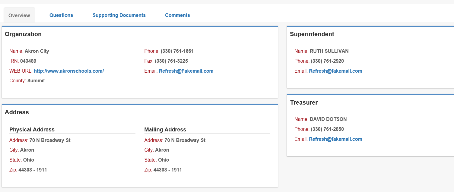 Overview Questions Supporting Documents Comments
Organization
Name: Akron City
Phone: (330) 761-1661
Fax: (330) 761-3225
WEB URL: http://www.akronschools.com/
Email: Refresh@fakemail.com
County: Summit
Address
Physical Address
Address: 70 N Broadway St
City: Akron
State: Ohio
Zip: 44308 - 1911
Mailing Address
Address: 70 N Broadway St
City: Akron
State: Ohio
Zip: 44308 - 1911
Superintendent
Name: RUTH SULLIVAN
Phone: (330) 761-2920
Email: Refresh@fakemail.com
Treasurer
Name: DAVID DOTSON
Phone: (330) 761-2850
Email: Refresh@fakemail.com